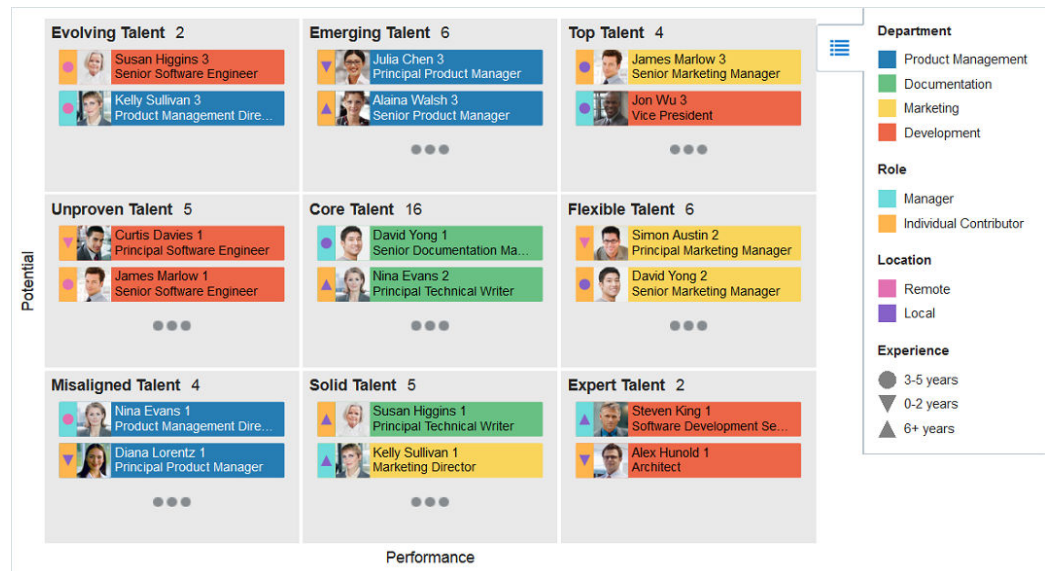 Evolving Talent 2
Susan Higgins 3
Senior Software Engineer
Kelly Sullivan 3
Product Management Dire...
Emerging Talent 6
Julia Chen 3
Principal Product Manager
Alaina Walsh 3
Senior Product Manager
Top Talent 4
James Marlow 3
Senior Marketing Manager
Jon Wu 3
Vice President
Unproven Talent 5
Curtis Davies 1
Principal Software Engineer
James Marlow 1
Senior Software Engineer
Core Talent 16
David Yong 1
Senior Documentation Ma...
Nina Evans 2
Principal Technical Writer
Flexible Talent 6
Simon Austin 2
Principal Marketing Manager
David Yong 2
Senior Marketing Manager
Misaligned Talent 4
Nina Evans 1
Product Management Dire...
Diana Lorentz 1
Principal Product Manager
Solid Talent 5
Susan Higgins 1
Principal Technical Writer
Kelly Sullivan 1
Marketing Director
Expert Talent 2
Steven King 1
Software Development Se...
Alex Hunold 1
Architect
Potential
Performance
Department
Product Management
Documentation
Marketing
Development
Role
Manager
Individual Contributor
Location
Remote
Local
Experience
3-5 years
0-2 years
6+ years